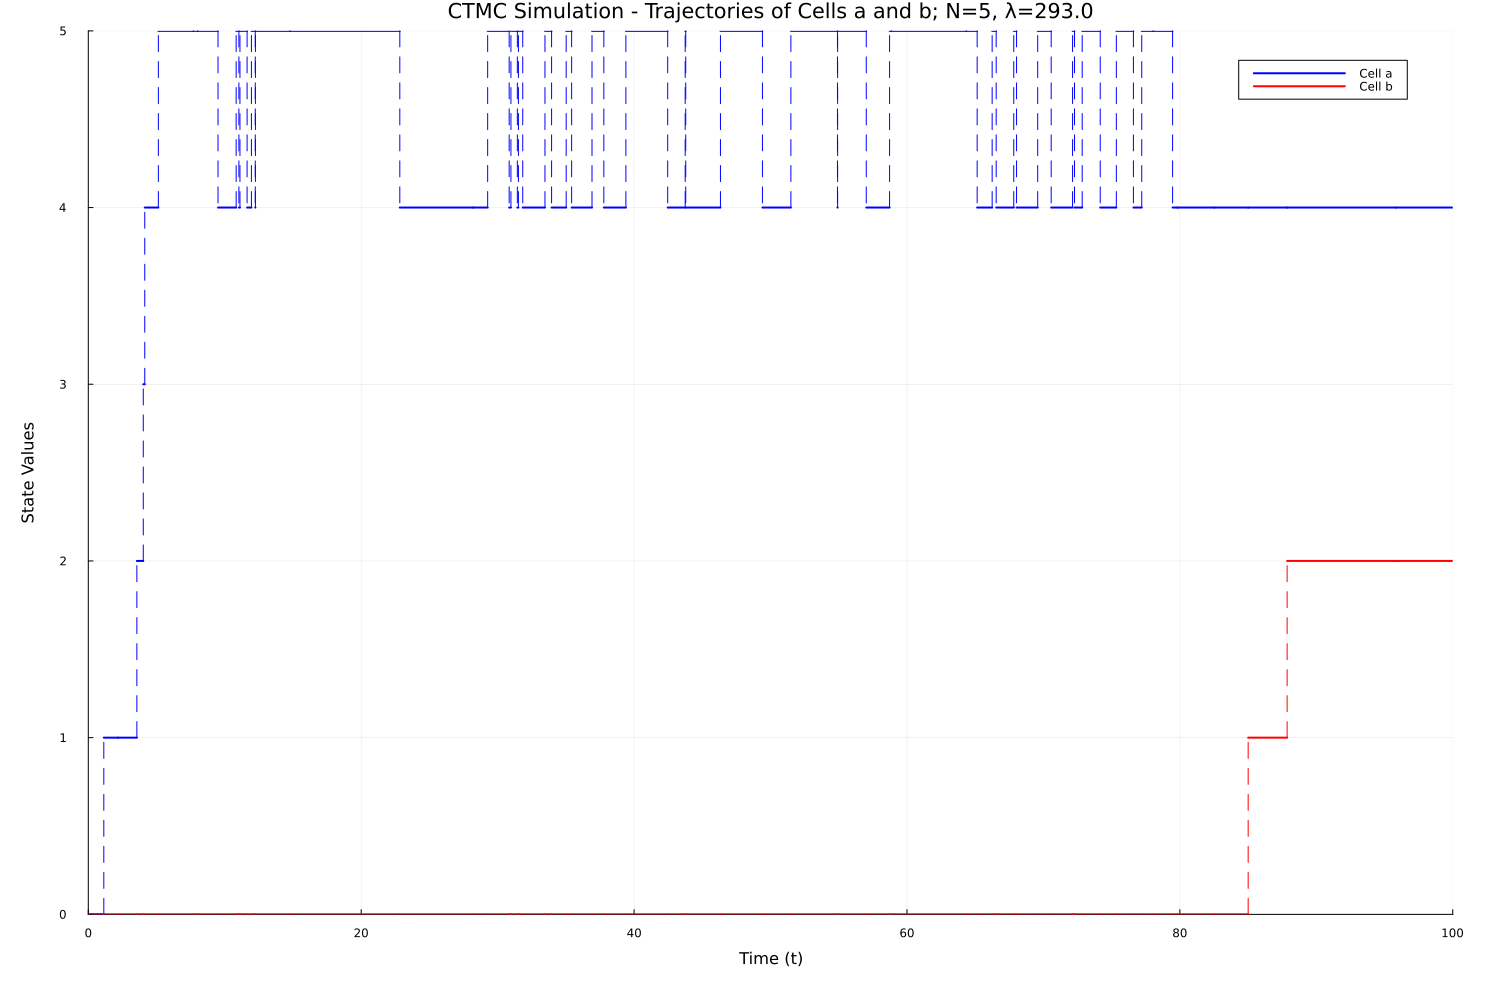 CTMC Simulation - Trajectories of Cells a and b; N=5, λ=293.0
5
4
3
2
1
0
State Values
Cell a
Cell b
0 20 40 60 80 100
Time (t)